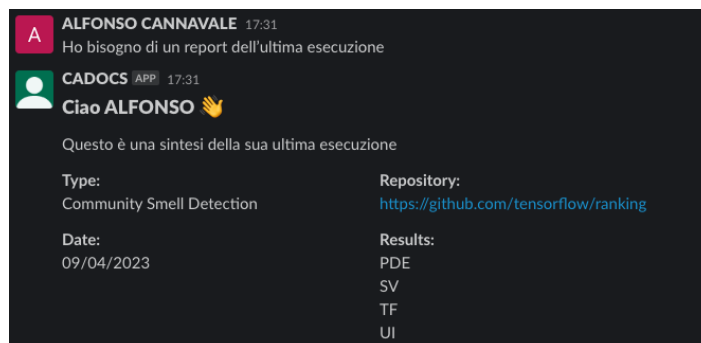 A
ALFONSO CANNAVALE 17:31
Ho bisogno di un report dell'ultima esecuzione
CADOCS APP 17:31
Ciao ALFONSO 👋
Questo è una sintesi della sua ultima esecuzione
Type:
Community Smell Detection
Repository:
https://github.com/tensorflow/ranking
Date:
09/04/2023
Results:
PDE
SV
TF
UI